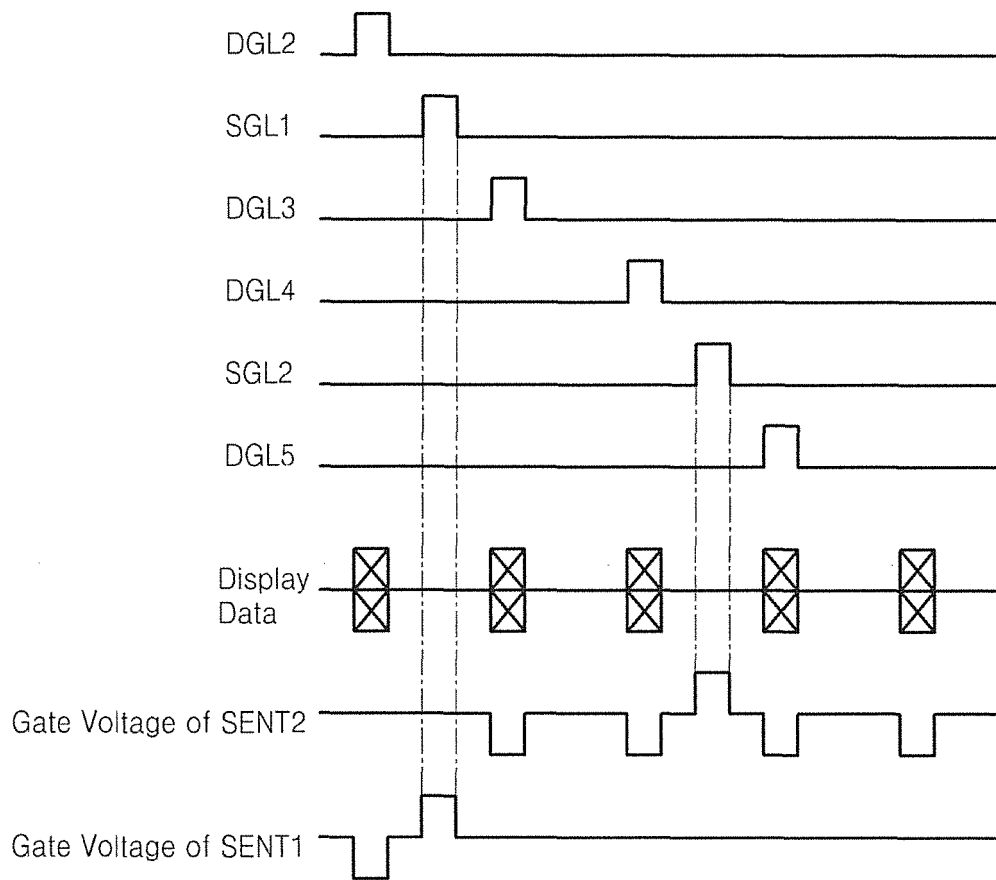 DGL2
SGL1
DGL3
DGL4
SGL2
DGL5
Display
Data
Gate Voltage of SENT2
Gate Voltage of SENT1